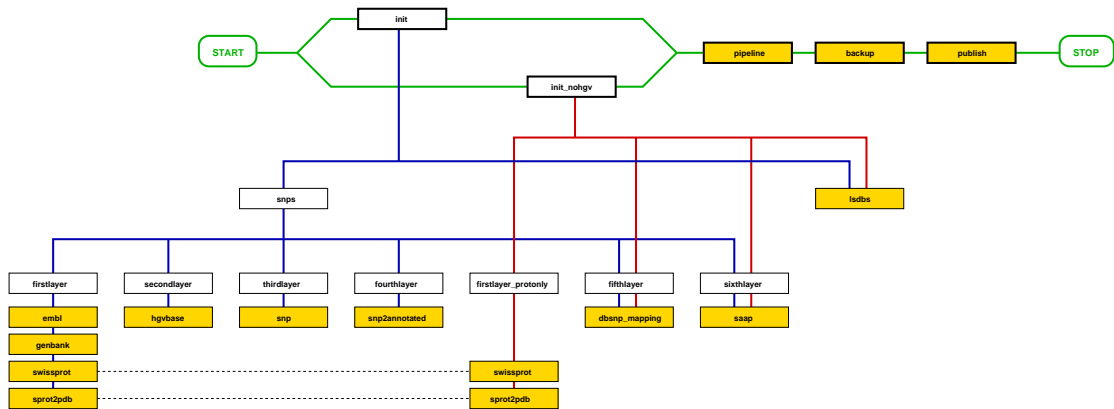 init
START
pipeline
backup
publish
STOP
init_nohgv
snps
lsdbs
firstlayer
secondlayer
thirdlayer
fourthlayer
firstlayer_protonly
fifthlayer
sixthlayer
embl
hgvbase
snp
snp2annotated
dbsnp_mapping
saap
genbank
swissprot
swissprot
sprot2pdb
sprot2pdb